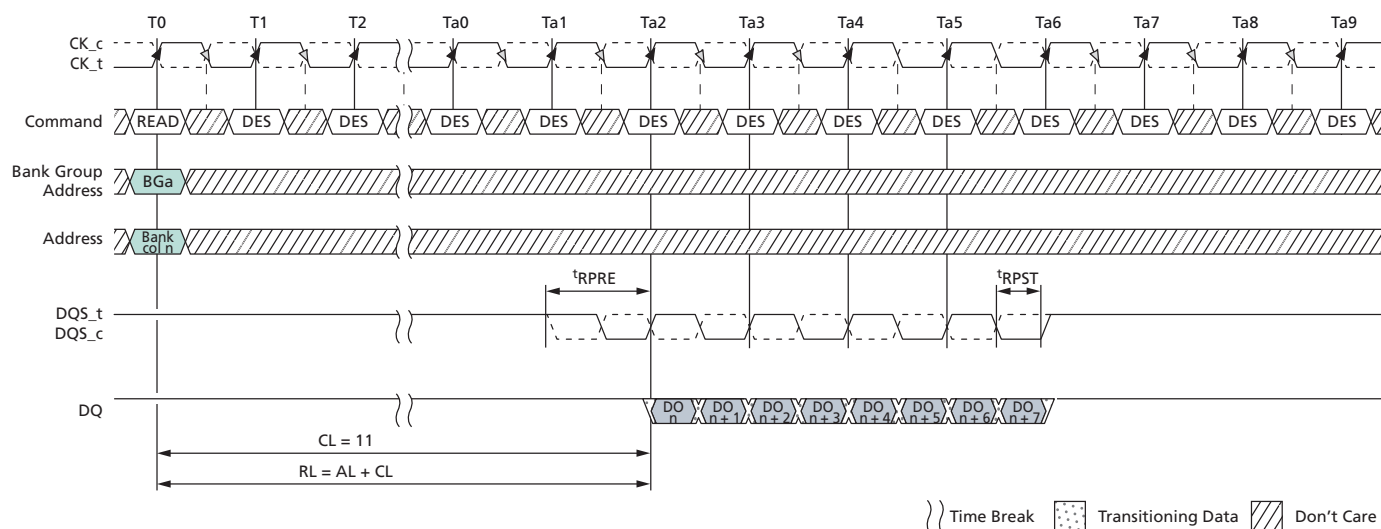 T0 T1 T2 Ta0 Ta1 Ta2 Ta3 Ta4 Ta5 Ta6 Ta7 Ta8 Ta9
CK_c
CK_t
Command READ DES DES DES DES DES DES DES DES DES DES DES DES
Bank Group
Address
BGa
Address
Bank
col n
tRPRE
tRPST
DQS_t
DQS_c
DQ
DO
n
DO
n + 1
DO
n + 2
DO
n + 3
DO
n + 4
DO
n + 5
DO
n + 6
DO
n + 7
CL = 11
RL = AL + CL
Time Break Transitioning Data Don't Care